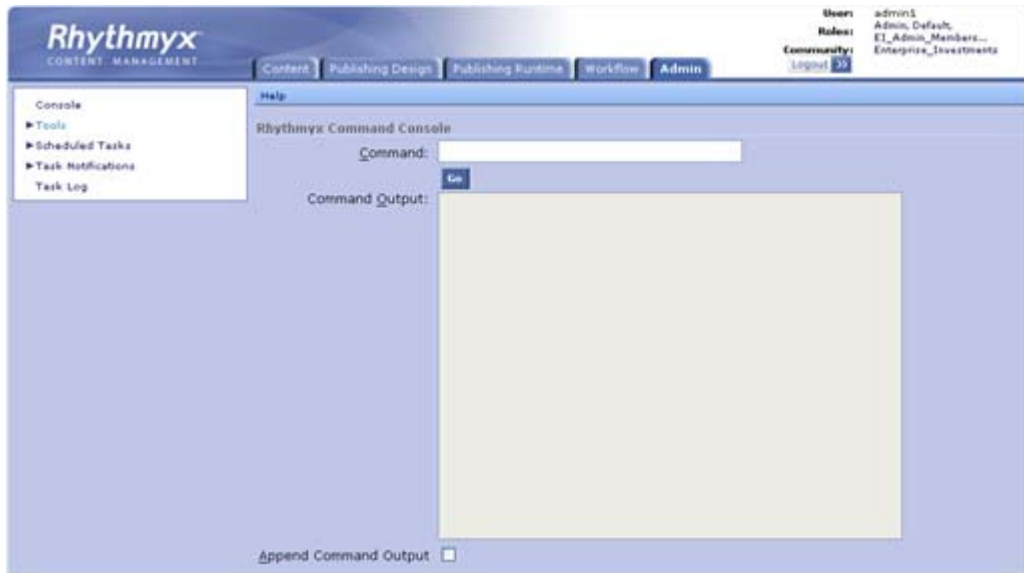 Rhythmyx
CONTENT MANAGEMENT
User: admin1
Roles: Admin, Default,
EI_Admin_Members...
Community: Enterprise_Investments
Logout
Content Publishing Design Publishing Runtime Workflow Admin
Console
Tools
Scheduled Tasks
Task Notifications
Task Log
Help
Rhythmyx Command Console
Command:
Go
Command Output:
Append Command Output